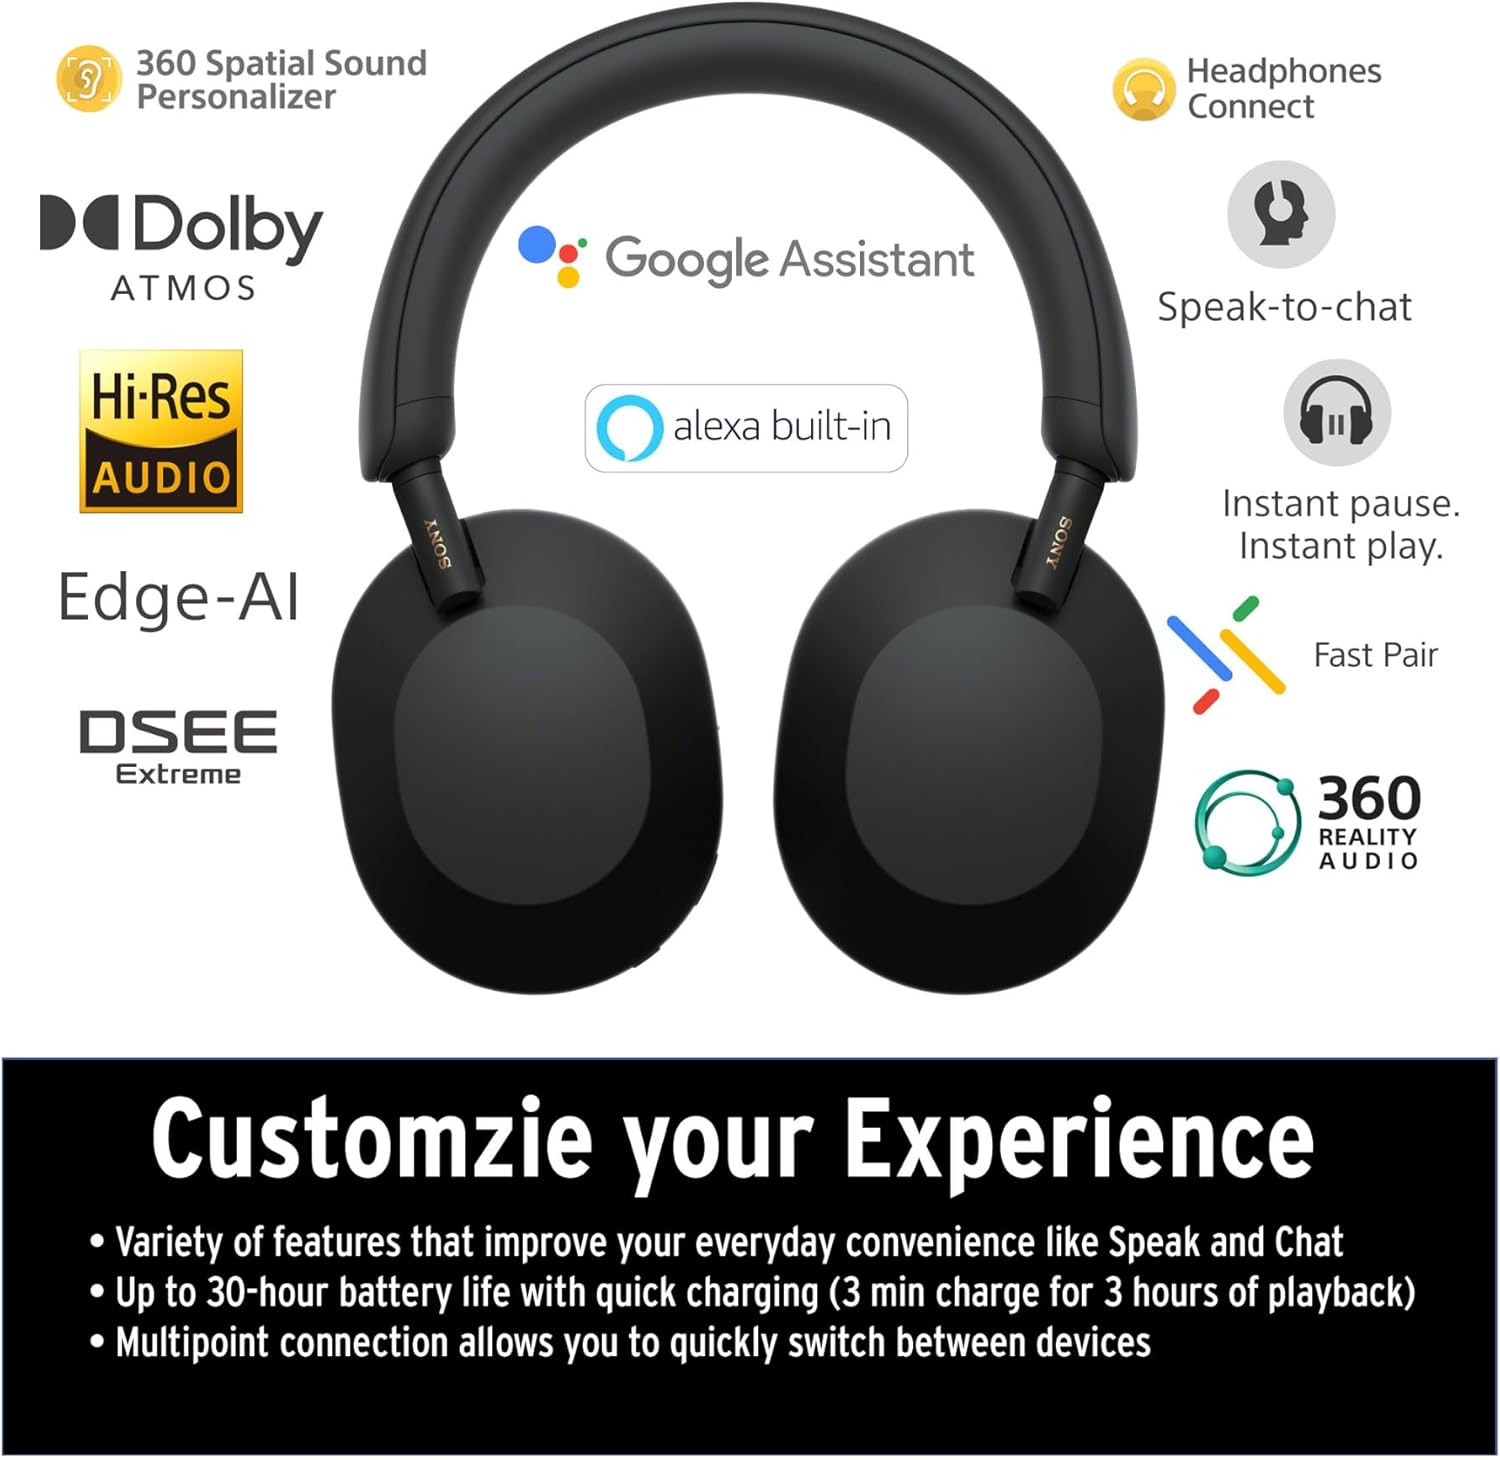 360 Spatial Sound
Personalizer
Headphones
Connect
Dolby
ATMOS
Google Assistant
Speak-to-chat
Hi-Res
AUDIO
alexa built-in
Instant pause.
Instant play.
SONY
SONY
Edge-AI
Fast Pair
DSEE
Extreme
360
REALITY
AUDIO
Customzie your Experience
• Variety of features that improve your everyday convenience like Speak and Chat
• Up to 30-hour battery life with quick charging (3 min charge for 3 hours of playback)
• Multipoint connection allows you to quickly switch between devices